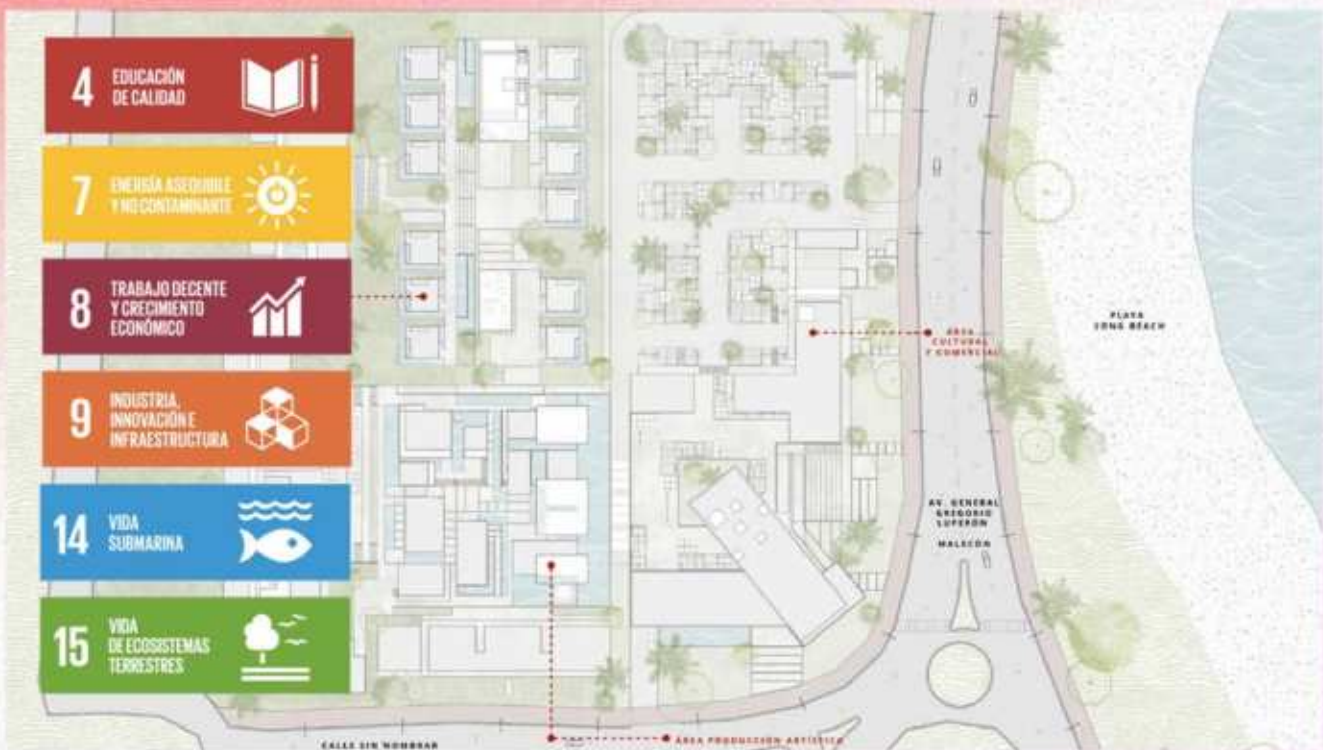 4
EDUCACIÓN
DE CALIDAD
7
ENERGÍA ASEQUIBLE
Y NO CONTAMINANTE
8
TRABAJO DECENTE
Y CRECIMIENTO
ECONÓMICO
9
INDUSTRIA,
INNOVACIÓN E
INFRAESTRUCTURA
14
VIDA
SUBMARINA
15
VIDA
DE ECOSISTEMAS
TERRESTRES
ÁREA
CULTURAL
Y COMERCIAL
PLAYA
LONG BEACH
AV. GENERAL
GREGORIO
LUPERÓN
MALECÓN
CALLE SIN NOMBRAR
ÁREA PRODUCCIÓN ARTÍSTICO